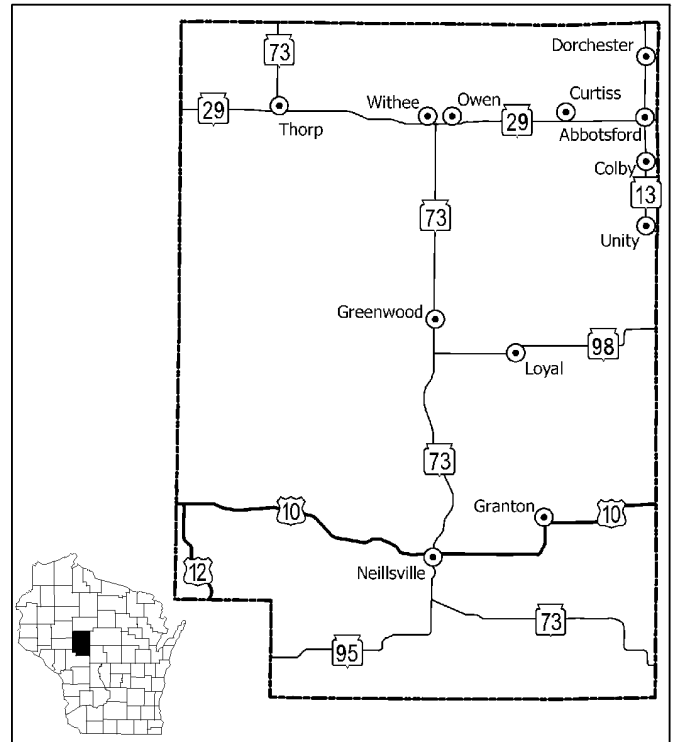 Dorchester
73
Curtiss
Withee
Owen
29
29
Thorp
Abbotsford
Colby
13
73
Unity
Greenwood
98
Loyal
73
Granton
10
10
12
Neillsville
73
95